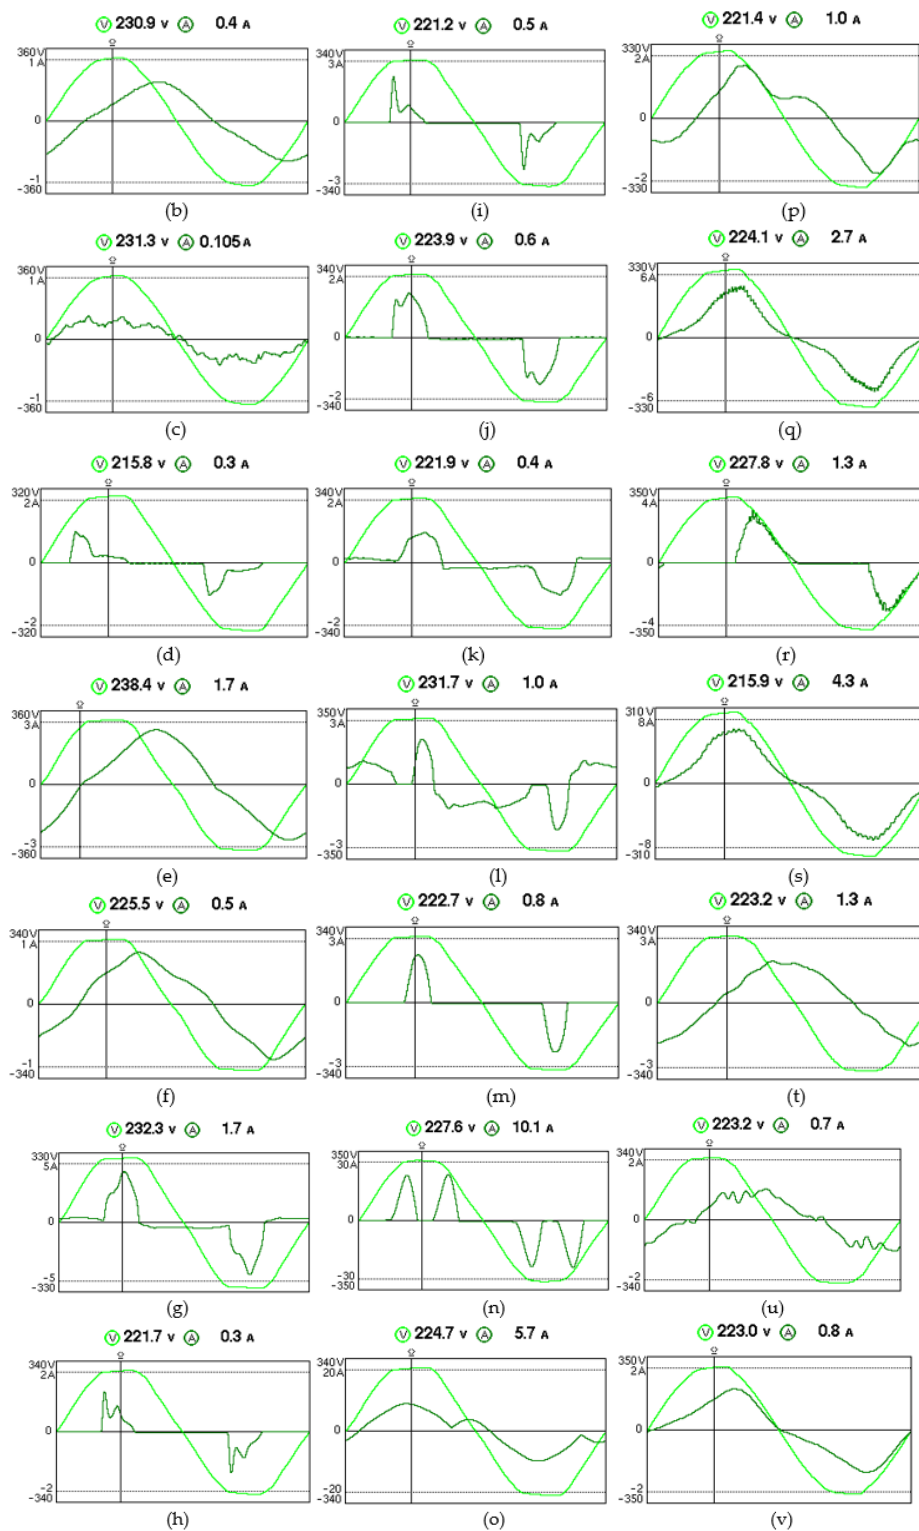 V 230.9 V A 0.4 A
360V
1 A
0
-1
-360
(b)
V 221.2 V A 0.5 A
340V
3A
0
-3
-340
(i)
V 221.4 V A 1.0 A
330V
2A
0
-2
-330
(p)
V 231.3 V A 0.105 A
360V
1 A
0
-1
-360
(c)
V 223.9 V A 0.6 A
340V
2A
0
-2
-340
(j)
V 224.1 V A 2.7 A
330V
6A
0
-6
-330
(q)
V 215.8 V A 0.3 A
320V
2A
0
-2
-320
(d)
V 221.9 V A 0.4 A
340V
2A
0
-2
-340
(k)
V 227.8 V A 1.3 A
350V
4A
0
-4
-350
(r)
V 238.4 V A 1.7 A
360V
3A
0
-3
-360
(e)
V 231.7 V A 1.0 A
350V
3A
0
-3
-350
(l)
V 215.9 V A 4.3 A
310V
8A
0
-8
-310
(s)
V 225.5 V A 0.5 A
340V
1 A
0
-1
-340
(f)
V 222.7 V A 0.8 A
340V
3A
0
-3
-340
(m)
V 223.2 V A 1.3 A
340V
3A
0
-3
-340
(t)
V 232.3 V A 1.7 A
330V
5A
0
-5
-330
(g)
V 227.6 V A 10.1 A
350V
30A
0
-30
-350
(n)
V 223.2 V A 0.7 A
340V
2A
0
-2
-340
(u)
V 221.7 V A 0.3 A
340V
2A
0
-2
-340
(h)
V 224.7 V A 5.7 A
340V
20A
0
-20
-340
(o)
V 223.0 V A 0.8 A
350V
2A
0
-2
-350
(v)